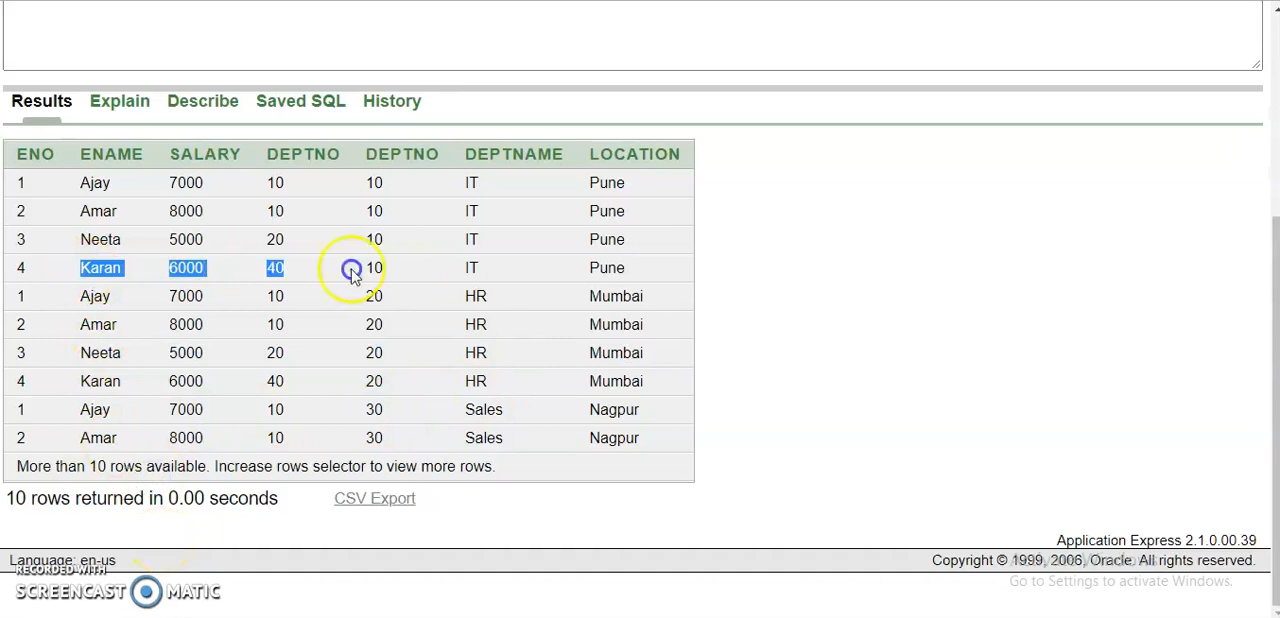 Results Explain Describe Saved SQL History
ENO ENAME SALARY DEPTNO DEPTNO DEPTNAME LOCATION
1 Ajay 7000 10 10 IT Pune
2 Amar 8000 10 10 IT Pune
3 Neeta 5000 20 10 IT Pune
4 Karan 6000 40 10 IT Pune
1 Ajay 7000 10 20 HR Mumbai
2 Amar 8000 10 20 HR Mumbai
3 Neeta 5000 20 20 HR Mumbai
4 Karan 6000 40 20 HR Mumbai
1 Ajay 7000 10 30 Sales Nagpur
2 Amar 8000 10 30 Sales Nagpur
More than 10 rows available. Increase rows selector to view more rows.
10 rows returned in 0.00 seconds CSV Export
Application Express 2.1.0.00.39
Language: en-us Copyright © 1999, 2006, Oracle. All rights reserved.
Activate Windows
Go to Settings to activate Windows.
RECORDED WITH
SCREENCAST MATIC